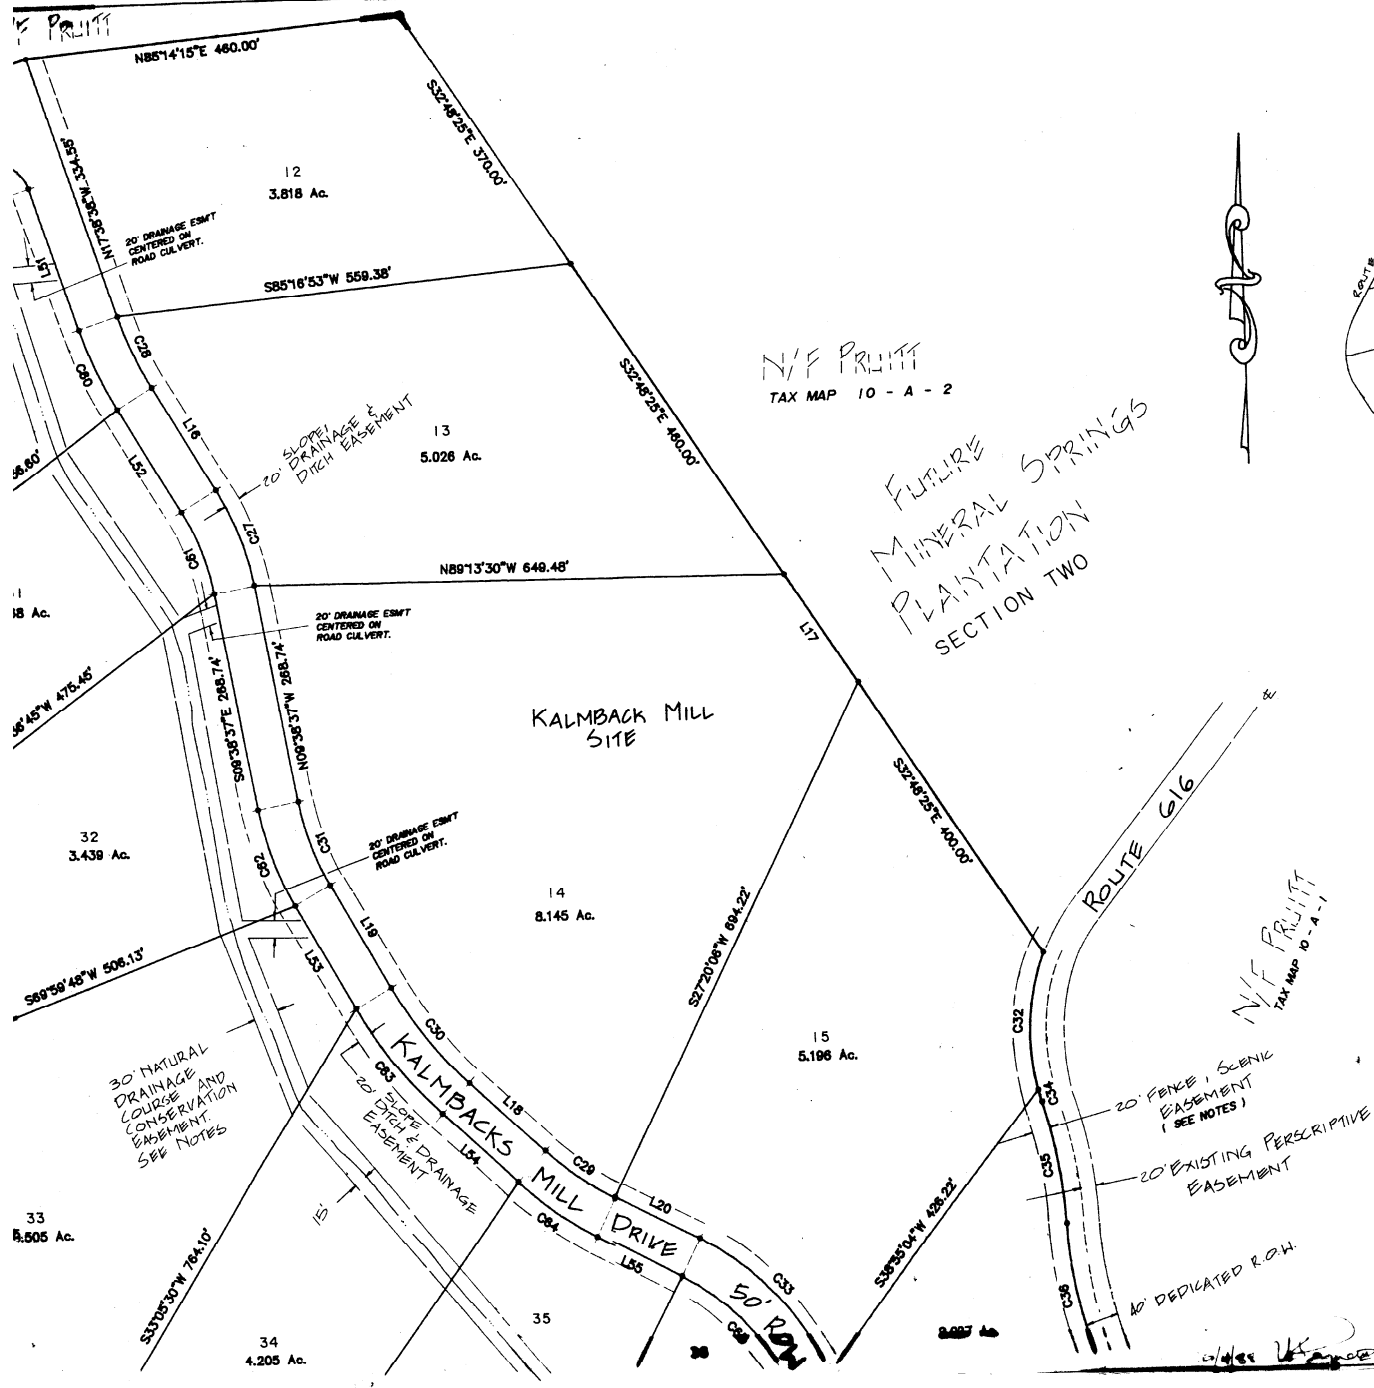 N/F PRUITT
N85°14'15"E 460.00'
S32°48'25"E 370.00'
N17°38'38"W 334.55'
12
3.818 Ac.
20' DRAINAGE ESM'T
CENTERED ON
ROAD CULVERT.
L51
S85°16'53"W 559.38'
ROUTE
C28
C60
N/F PRUITT
TAX MAP 10 - A - 2
S32°48'25"E 460.00'
L16
20' SLOPE,
DRAINAGE &
DITCH EASEMENT
13
5.026 Ac.
L52
FUTURE
MINERAL SPRINGS
PLANTATION
SECTION TWO
C27
C61
N89°13'30"W 649.48'
20' DRAINAGE ESM'T
CENTERED ON
ROAD CULVERT.
L17
S09°38'37"E 268.74'
N09°38'37"W 268.74'
45"W 475.45'
KALMBACK MILL
SITE
S32°48'25"E 400.00'
ROUTE 616
32
3.439 Ac.
C62
C31
20' DRAINAGE ESM'T
CENTERED ON
ROAD CULVERT.
14
8.145 Ac.
S27°20'06"W 694.22'
N/F PRUITT
TAX MAP 10 - A - 1
L19
S69°59'48"W 506.13'
L53
C30
C32
15
5.196 Ac.
30' NATURAL
DRAINAGE
COURSE AND
CONSERVATION
EASEMENT.
SEE NOTES
C63
20' SLOPE
DITCH & DRAINAGE
EASEMENT
KALMBACKS MILL DRIVE
50' ROW
L18
C34
20' FENCE, SCENIC
EASEMENT
( SEE NOTES )
L54
C29
C35
20' EXISTING PERSCRIPTIVE
EASEMENT
15'
L20
S38°55'04"W 426.22'
33
.505 Ac.
C64
L55
S33°05'30"W 764.10'
C33
C36
40' DEDICATED R.O.W.
34
4.205 Ac.
35
36